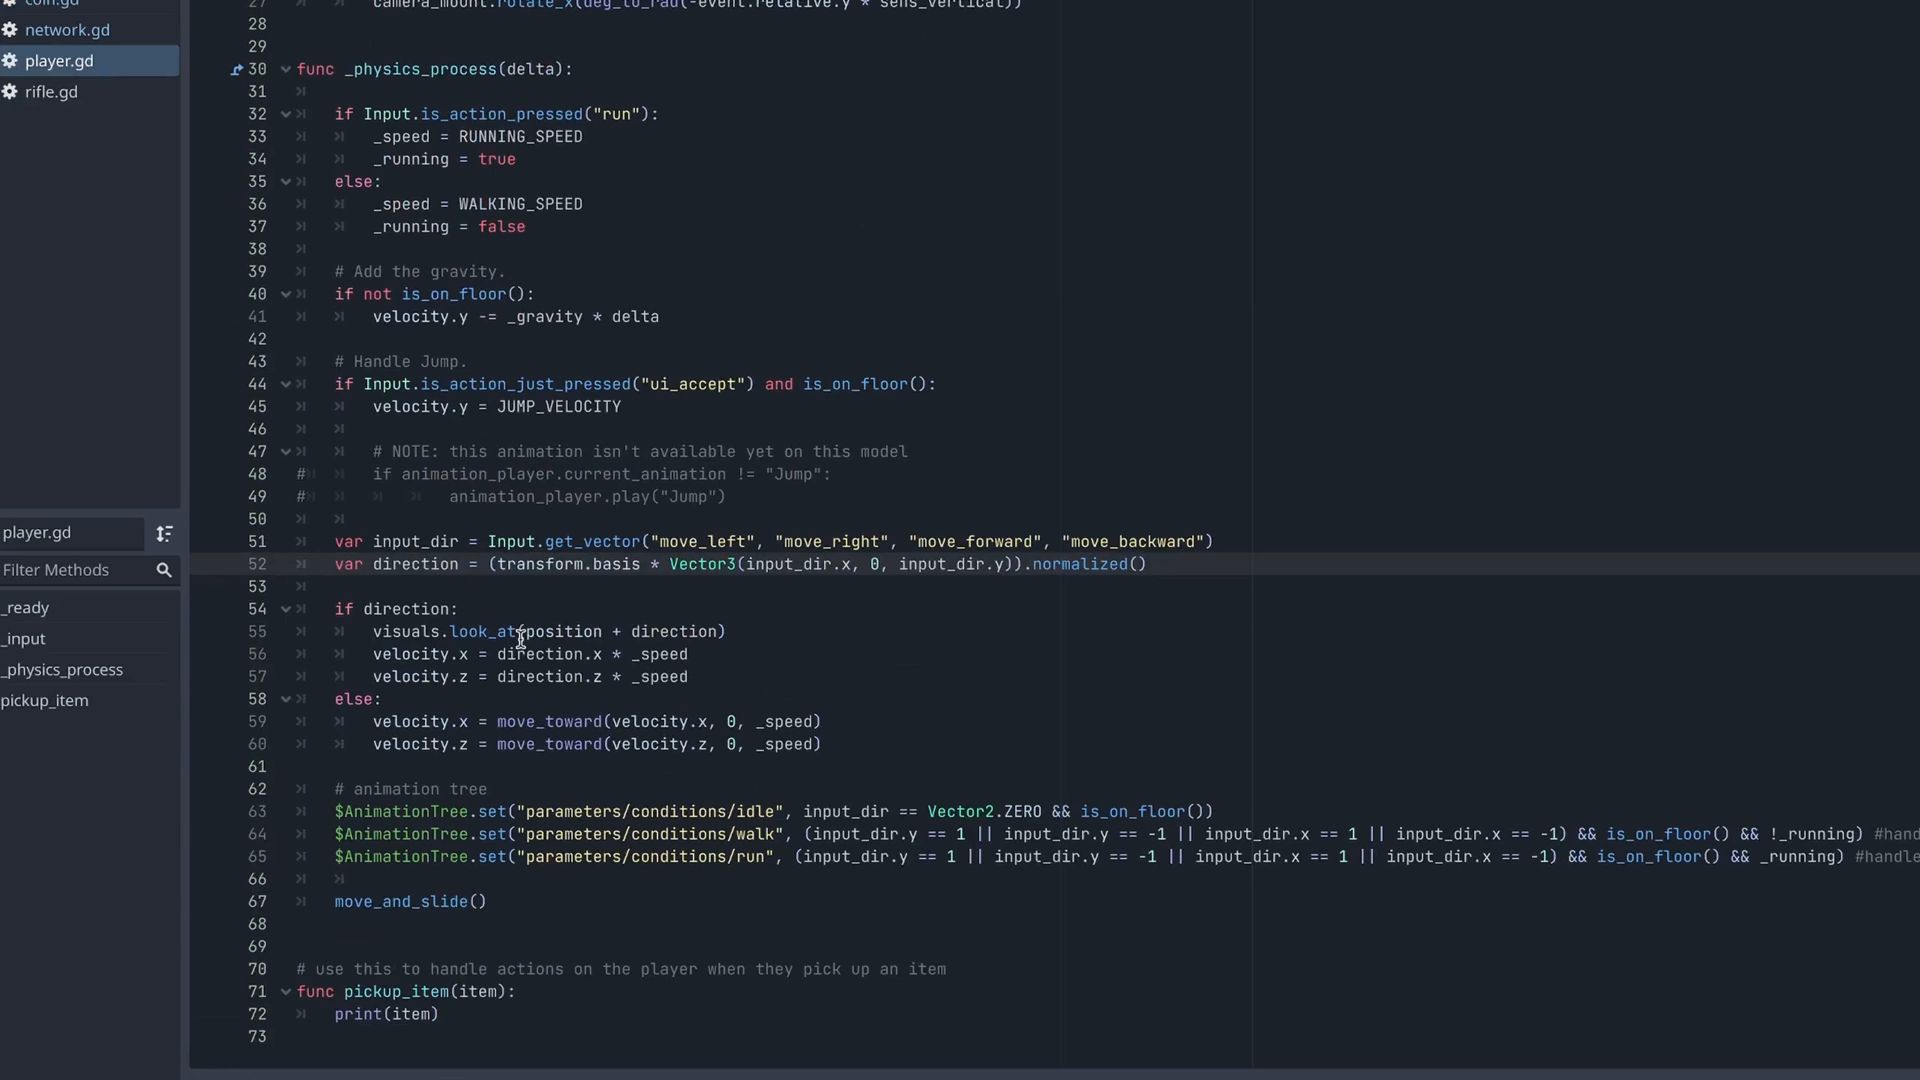 coin.gd
network.gd
player.gd
rifle.gd
player.gd
Filter Methods
_ready
_input
_physics_process
pickup_item
27 camera_mount.rotate_x(deg_to_rad(-event.relative.y * sens_vertical))
28
29
30 func _physics_process(delta):
31
32 if Input.is_action_pressed("run"):
33 _speed = RUNNING_SPEED
34 _running = true
35 else:
36 _speed = WALKING_SPEED
37 _running = false
38
39 # Add the gravity.
40 if not is_on_floor():
41 velocity.y -= _gravity * delta
42
43 # Handle Jump.
44 if Input.is_action_just_pressed("ui_accept") and is_on_floor():
45 velocity.y = JUMP_VELOCITY
46
47 # NOTE: this animation isn't available yet on this model
48 # if animation_player.current_animation != "Jump":
49 # animation_player.play("Jump")
50
51 var input_dir = Input.get_vector("move_left", "move_right", "move_forward", "move_backward")
52 var direction = (transform.basis * Vector3(input_dir.x, 0, input_dir.y)).normalized()
53
54 if direction:
55 visuals.look_at(position + direction)
56 velocity.x = direction.x * _speed
57 velocity.z = direction.z * _speed
58 else:
59 velocity.x = move_toward(velocity.x, 0, _speed)
60 velocity.z = move_toward(velocity.z, 0, _speed)
61
62 # animation tree
63 $AnimationTree.set("parameters/conditions/idle", input_dir == Vector2.ZERO && is_on_floor())
64 $AnimationTree.set("parameters/conditions/walk", (input_dir.y == 1 || input_dir.y == -1 || input_dir.x == 1 || input_dir.x == -1) && is_on_floor() && !_running) #hand
65 $AnimationTree.set("parameters/conditions/run", (input_dir.y == 1 || input_dir.y == -1 || input_dir.x == 1 || input_dir.x == -1) && is_on_floor() && _running) #handle
66
67 move_and_slide()
68
69
70 # use this to handle actions on the player when they pick up an item
71 func pickup_item(item):
72 print(item)
73